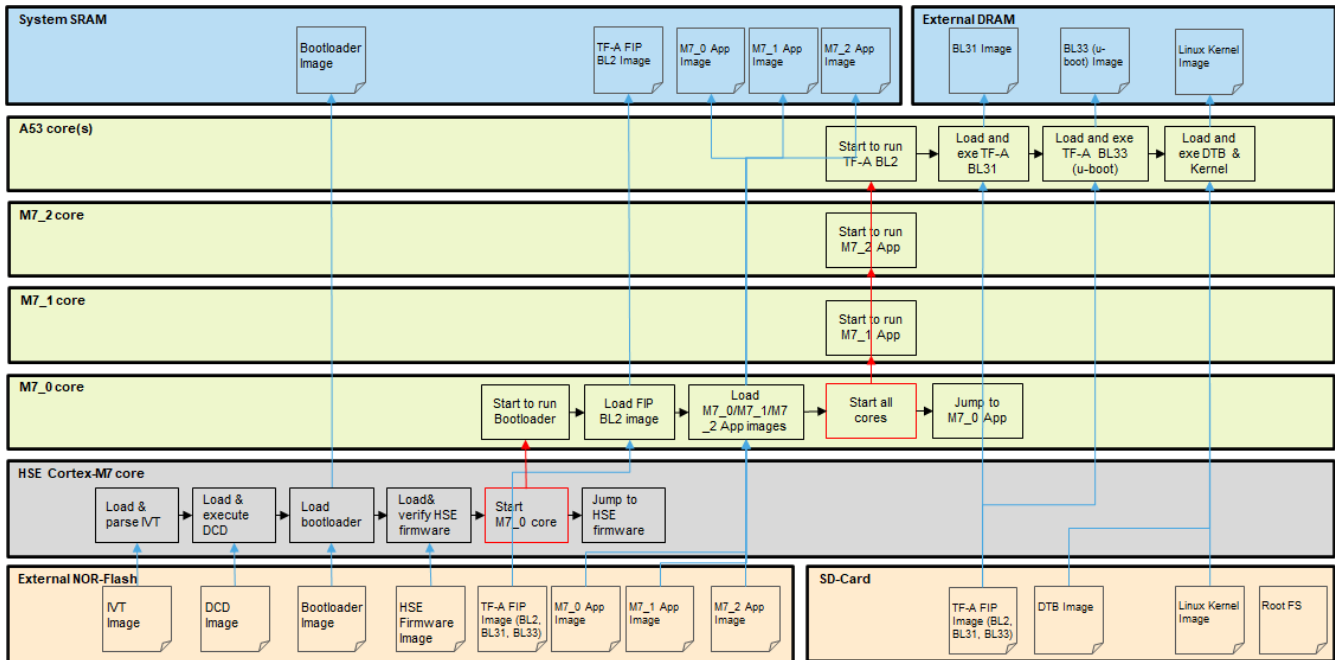 System SRAM
Bootloader
Image
TF-A FIP
BL2 Image
M7_0 App
Image
M7_1 App
Image
M7_2 App
Image
External DRAM
BL31 Image
BL33 (u-
boot) Image
Linux Kernel
Image
A53 core(s)
Start to run
TF-A BL2
Load and
exe TF-A
BL31
Load and exe
TF-A BL33
(u-boot)
Load and
exe DTB &
Kernel
M7_2 core
Start to run
M7_2 App
M7_1 core
Start to run
M7_1 App
M7_0 core
Start to run
Bootloader
Load FIP
BL2 image
Load
M7_0/M7_1/M7
_2 App images
Start all
cores
Jump to
M7_0 App
HSE Cortex-M7 core
Load &
parse IVT
Load &
execute
DCD
Load
bootloader
Load&
verify HSE
firmware
Start
M7_0 core
Jump to
HSE
firmware
External NOR-Flash
IVT
Image
DCD
Image
Bootloader
Image
HSE
Firmware
Image
TF-A FIP
Image (BL2,
BL31, BL33)
M7_0 App
Image
M7_1 App
Image
M7_2 App
Image
SD-Card
TF-A FIP
Image (BL2,
BL31, BL33)
DTB Image
Linux Kernel
Image
Root FS